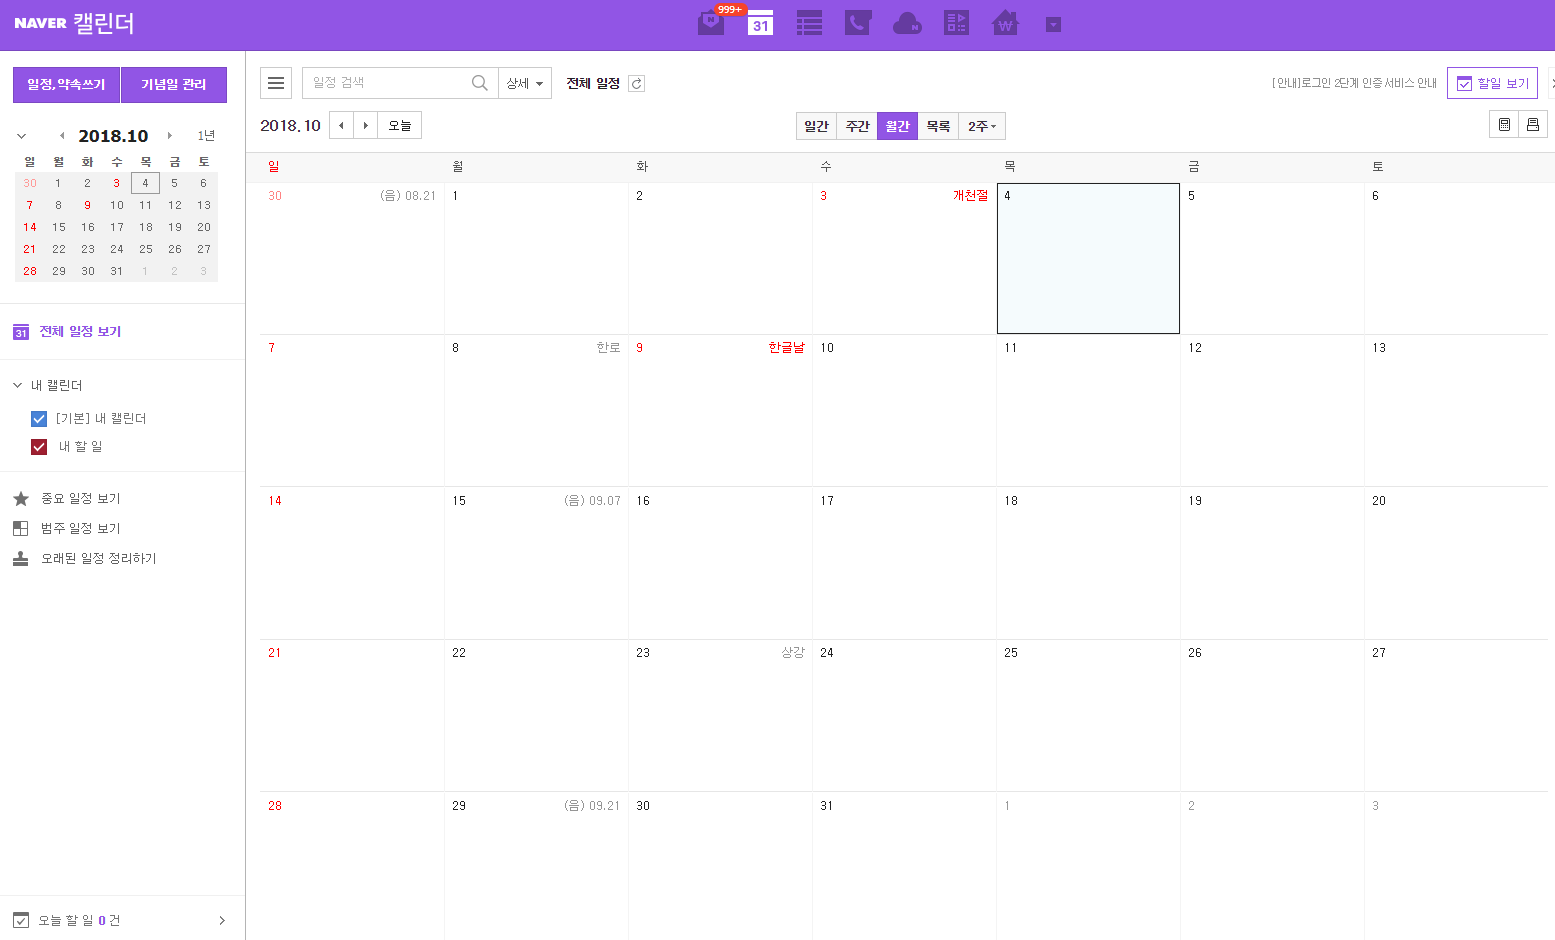 NAVER 캘린더
999+
31
일정,약속쓰기 기념일 관리
2018.10 1년
일 월 화 수 목 금 토
30 1 2 3 4 5 6
7 8 9 10 11 12 13
14 15 16 17 18 19 20
21 22 23 24 25 26 27
28 29 30 31 1 2 3
31 전체 일정 보기
내 캘린더
[기본] 내 캘린더
내 할 일
중요 일정 보기
범주 일정 보기
오래된 일정 정리하기
오늘 할 일 0 건
일정 검색 상세 전체 일정 [안내]로그인 2단계 인증 서비스 안내 할일 보기
2018.10 오늘 일간 주간 월간 목록 2주
일 월 화 수 목 금 토
30 (음) 08.21 1 2 3 개천절 4 5 6
7 8 한로 9 한글날 10 11 12 13
14 15 (음) 09.07 16 17 18 19 20
21 22 23 상강 24 25 26 27
28 29 (음) 09.21 30 31 1 2 3